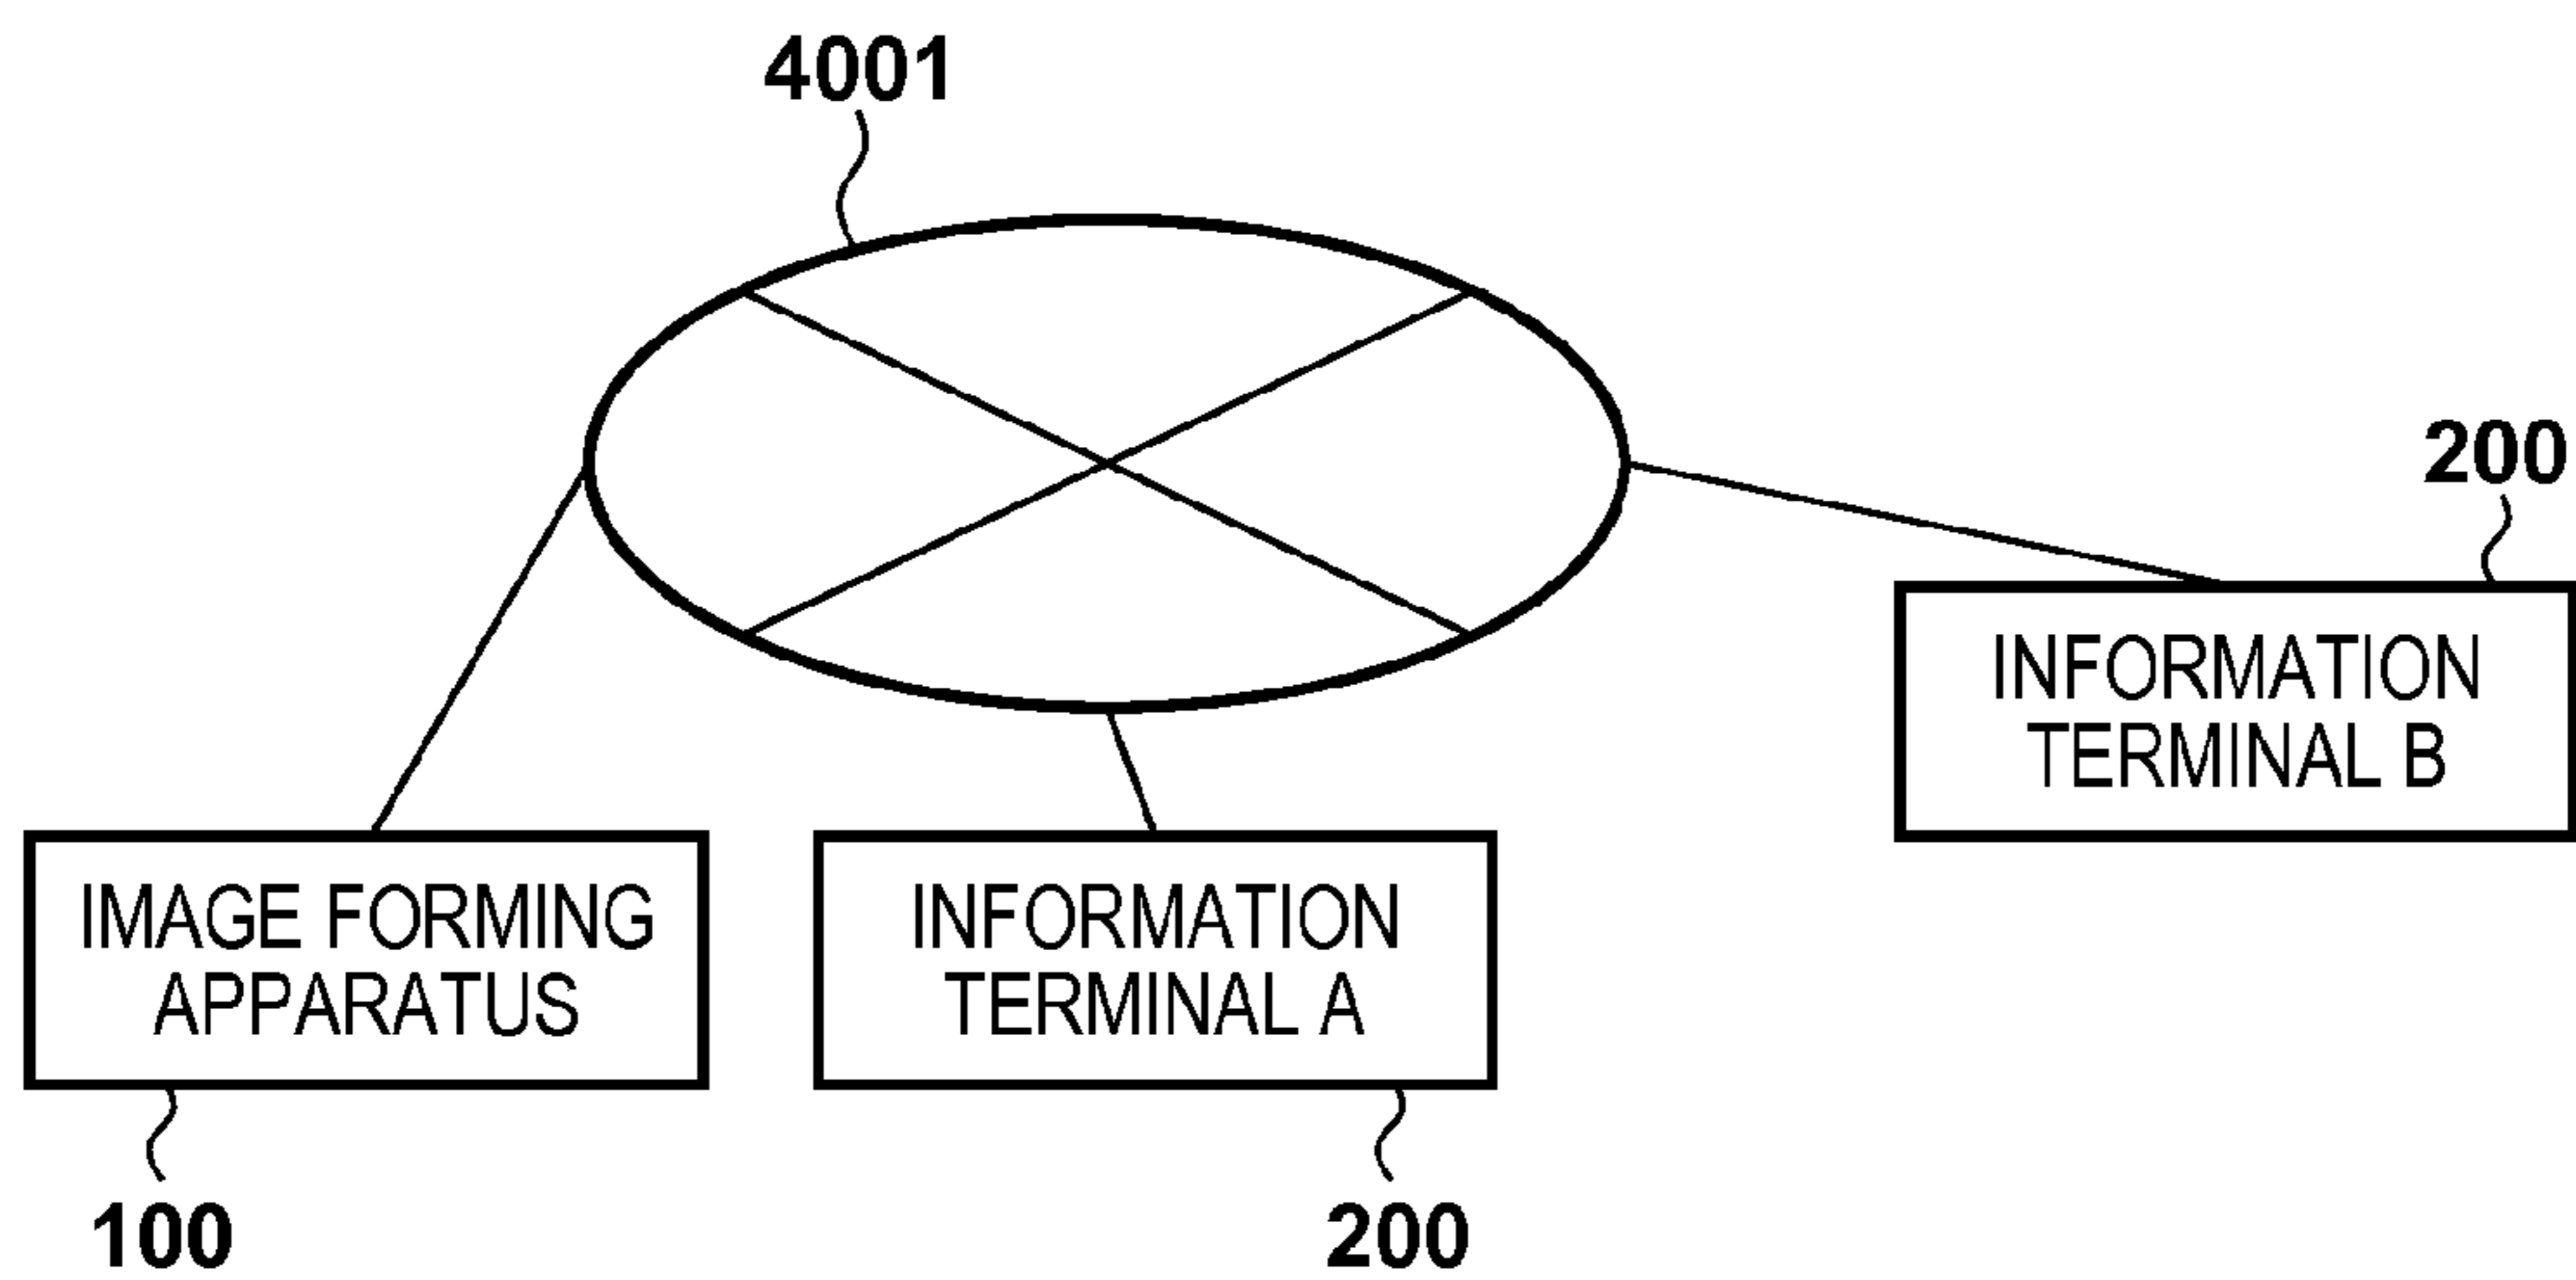 4001
200
INFORMATION
TERMINAL B
IMAGE FORMING
APPARATUS
INFORMATION
TERMINAL A
100
200